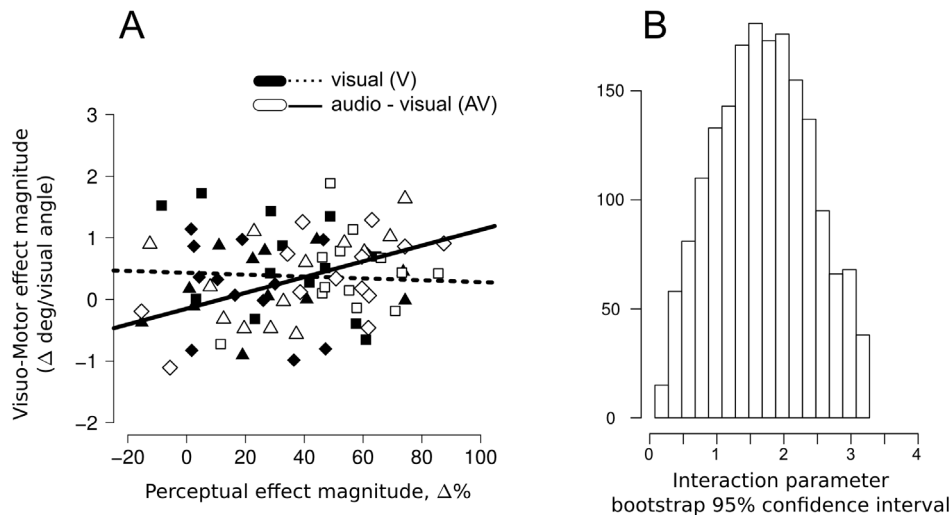 A
B
visual (V)
audio - visual (AV)
Visuo-Motor effect magnitude
(Δ deg/visual angle)
3
2
1
0
−1
−2
−20
0
20
40
60
80
100
Perceptual effect magnitude, Δ%
150
100
50
0
0
1
2
3
4
Interaction parameter
bootstrap 95% confidence interval